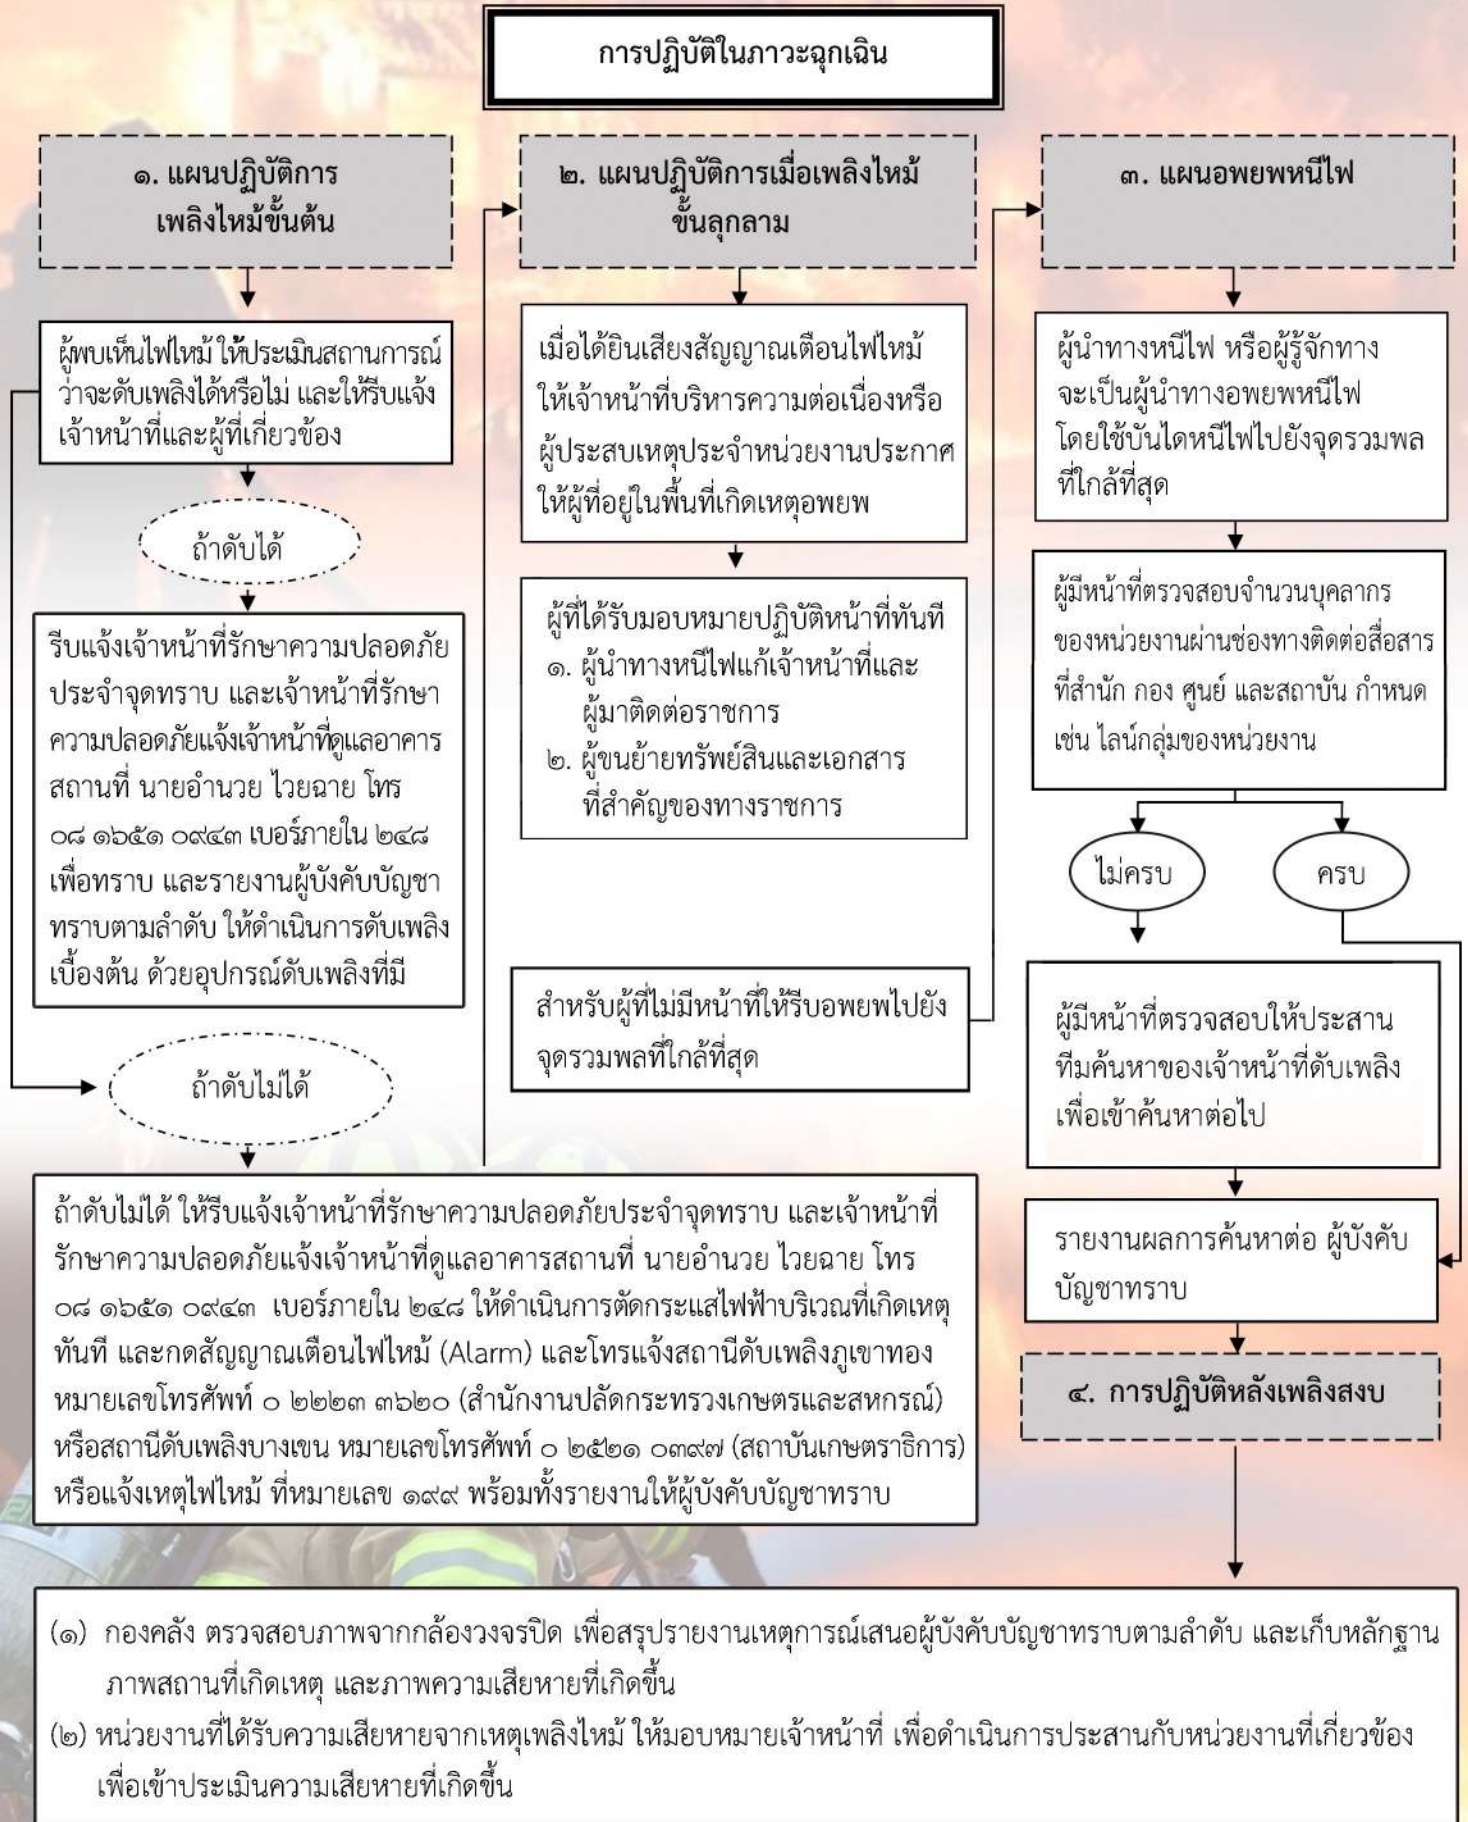 การปฏิบัติในภาวะฉุกเฉิน
๑. แผนปฏิบัติการ
เพลิงไหม้ขั้นต้น
ผู้พบเห็นไฟไหม้ ให้ประเมินสถานการณ์
ว่าจะดับเพลิงได้หรือไม่ และให้รีบแจ้ง
เจ้าหน้าที่และผู้ที่เกี่ยวข้อง
ถ้าดับได้
รีบแจ้งเจ้าหน้าที่รักษาความปลอดภัย
ประจำจุดทราบ และเจ้าหน้าที่รักษา
ความปลอดภัยแจ้งเจ้าหน้าที่ดูแลอาคาร
สถานที่ นายอำนวย ไวยฉาย โทร
๐๘ ๑๖๕๑ ๐๙๔๓ เบอร์ภายใน ๒๔๘
เพื่อทราบ และรายงานผู้บังคับบัญชา
ทราบตามลำดับ ให้ดำเนินการดับเพลิง
เบื้องต้น ด้วยอุปกรณ์ดับเพลิงที่มี
ถ้าดับไม่ได้
ถ้าดับไม่ได้ ให้รีบแจ้งเจ้าหน้าที่รักษาความปลอดภัยประจำจุดทราบ และเจ้าหน้าที่
รักษาความปลอดภัยแจ้งเจ้าหน้าที่ดูแลอาคารสถานที่ นายอำนวย ไวยฉาย โทร
๐๘ ๑๖๕๑ ๐๙๔๓ เบอร์ภายใน ๒๔๘ ให้ดำเนินการตัดกระแสไฟฟ้าบริเวณที่เกิดเหตุ
ทันที และกดสัญญาณเตือนไฟไหม้ (Alarm) และโทรแจ้งสถานีดับเพลิงภูเขาทอง
หมายเลขโทรศัพท์ ๐ ๒๒๒๓ ๓๖๒๐ (สำนักงานปลัดกระทรวงเกษตรและสหกรณ์)
หรือสถานีดับเพลิงบางเขน หมายเลขโทรศัพท์ ๐ ๒๕๒๑ ๐๓๙๗ (สถาบันเกษตราธิการ)
หรือแจ้งเหตุไฟไหม้ ที่หมายเลข ๑๙๙ พร้อมทั้งรายงานให้ผู้บังคับบัญชาทราบ
๒. แผนปฏิบัติการเมื่อเพลิงไหม้
ขั้นลุกลาม
เมื่อได้ยินเสียงสัญญาณเตือนไฟไหม้
ให้เจ้าหน้าที่บริหารความต่อเนื่องหรือ
ผู้ประสบเหตุประจำหน่วยงานประกาศ
ให้ผู้ที่อยู่ในพื้นที่เกิดเหตุอพยพ
ผู้ที่ได้รับมอบหมายปฏิบัติหน้าที่ทันที
๑. ผู้นำทางหนีไฟแก้เจ้าหน้าที่และ
ผู้มาติดต่อราชการ
๒. ผู้ขนย้ายทรัพย์สินและเอกสาร
ที่สำคัญของทางราชการ
สำหรับผู้ที่ไม่มีหน้าที่ให้รีบอพยพไปยัง
จุดรวมพลที่ใกล้ที่สุด
๓. แผนอพยพหนีไฟ
ผู้นำทางหนีไฟ หรือผู้รู้จักทาง
จะเป็นผู้นำทางอพยพหนีไฟ
โดยใช้บันไดหนีไฟไปยังจุดรวมพล
ที่ใกล้ที่สุด
ผู้มีหน้าที่ตรวจสอบจำนวนบุคลากร
ของหน่วยงานผ่านช่องทางติดต่อสื่อสาร
ที่สำนัก กอง ศูนย์ และสถาบัน กำหนด
เช่น ไลน์กลุ่มของหน่วยงาน
ไม่ครบ
ครบ
ผู้มีหน้าที่ตรวจสอบให้ประสาน
ทีมค้นหาของเจ้าหน้าที่ดับเพลิง
เพื่อเข้าค้นหาต่อไป
รายงานผลการค้นหาต่อ ผู้บังคับ
บัญชาทราบ
๔. การปฏิบัติหลังเพลิงสงบ
(๑) กองคลัง ตรวจสอบภาพจากกล้องวงจรปิด เพื่อสรุปรายงานเหตุการณ์เสนอผู้บังคับบัญชาทราบตามลำดับ และเก็บหลักฐาน
ภาพสถานที่เกิดเหตุ และภาพความเสียหายที่เกิดขึ้น
(๒) หน่วยงานที่ได้รับความเสียหายจากเหตุเพลิงไหม้ ให้มอบหมายเจ้าหน้าที่ เพื่อดำเนินการประสานกับหน่วยงานที่เกี่ยวข้อง
เพื่อเข้าประเมินความเสียหายที่เกิดขึ้น